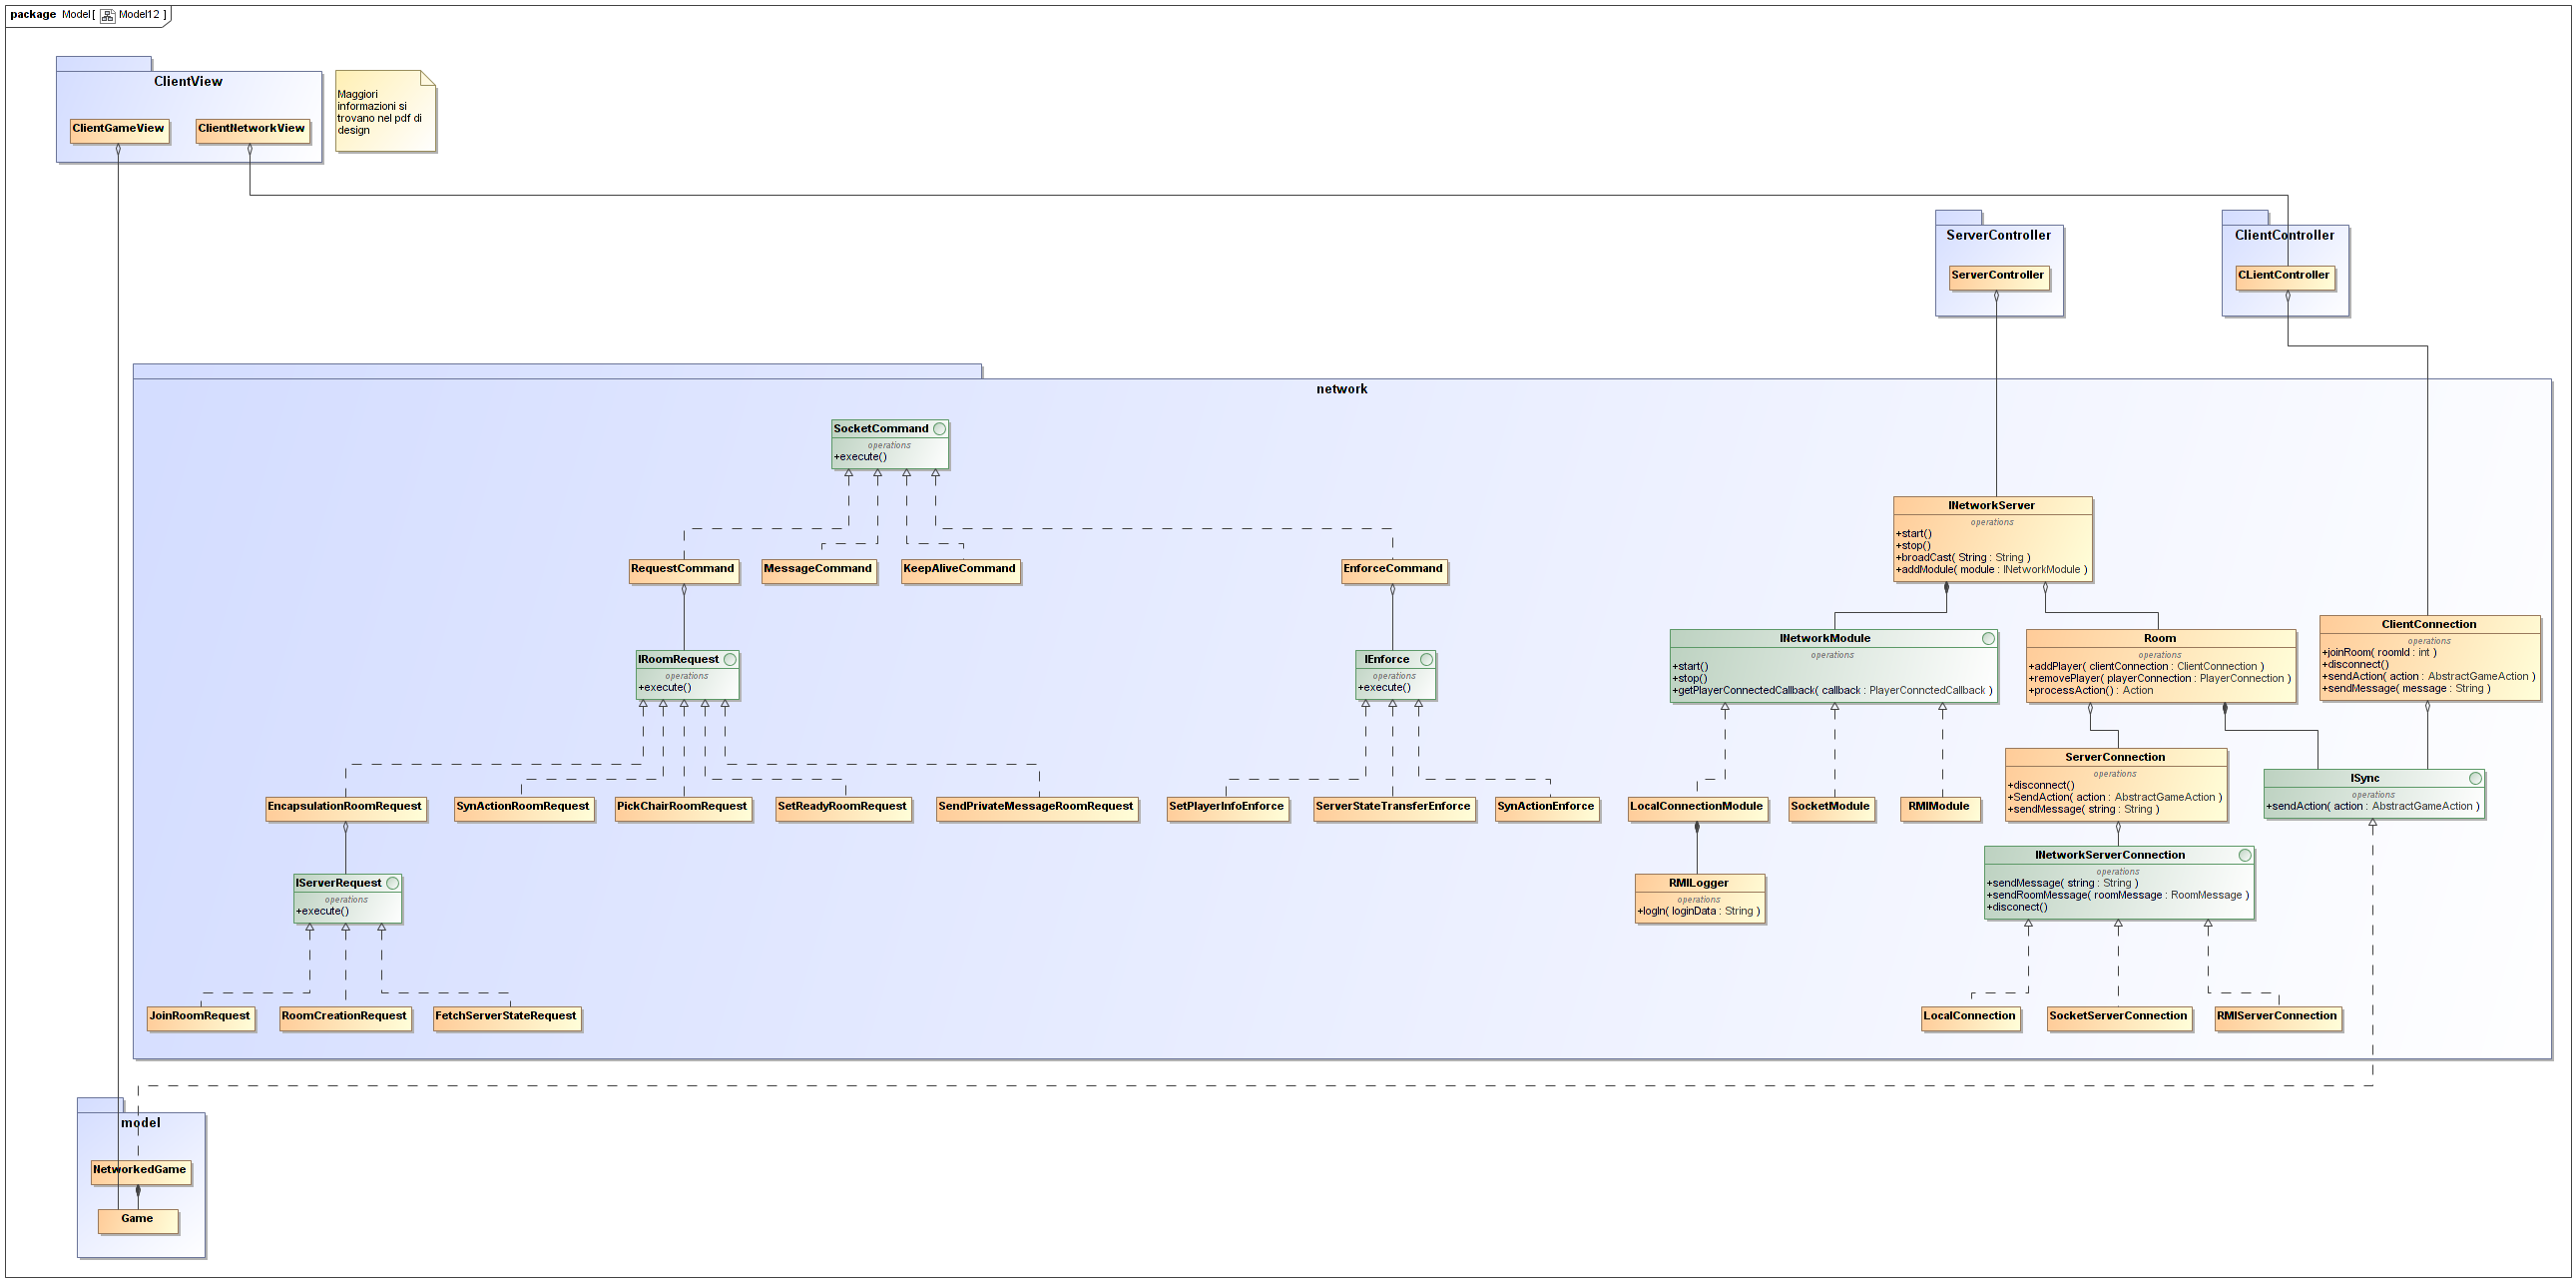 package Model[ Model12 ]
ClientView
ClientGameView
ClientNetworkView
Maggiori
informazioni si
trovano nel pdf di
design
ServerController
ServerController
ClientController
CLientController
network
SocketCommand
operations
+execute()
RequestCommand
MessageCommand
KeepAliveCommand
EnforceCommand
INetworkServer
operations
+start()
+stop()
+broadCast( String : String )
+addModule( module : INetworkModule )
IRoomRequest
operations
+execute()
IEnforce
operations
+execute()
INetworkModule
operations
+start()
+stop()
+getPlayerConnectedCallback( callback : PlayerConnctedCallback )
Room
operations
+addPlayer( clientConnection : ClientConnection )
+removePlayer( playerConnection : PlayerConnection )
+processAction() : Action
ClientConnection
operations
+joinRoom( roomId : int )
+disconnect()
+sendAction( action : AbstractGameAction )
+sendMessage( message : String )
ServerConnection
operations
+disconnect()
+SendAction( action : AbstractGameAction )
+sendMessage( string : String )
ISync
operations
+sendAction( action : AbstractGameAction )
EncapsulationRoomRequest
SynActionRoomRequest
PickChairRoomRequest
SetReadyRoomRequest
SendPrivateMessageRoomRequest
SetPlayerInfoEnforce
ServerStateTransferEnforce
SynActionEnforce
LocalConnectionModule
SocketModule
RMIModule
IServerRequest
operations
+execute()
RMILogger
operations
+logIn( loginData : String )
INetworkServerConnection
operations
+sendMessage( string : String )
+sendRoomMessage( roomMessage : RoomMessage )
+disconect()
JoinRoomRequest
RoomCreationRequest
FetchServerStateRequest
LocalConnection
SocketServerConnection
RMIServerConnection
model
NetworkedGame
Game